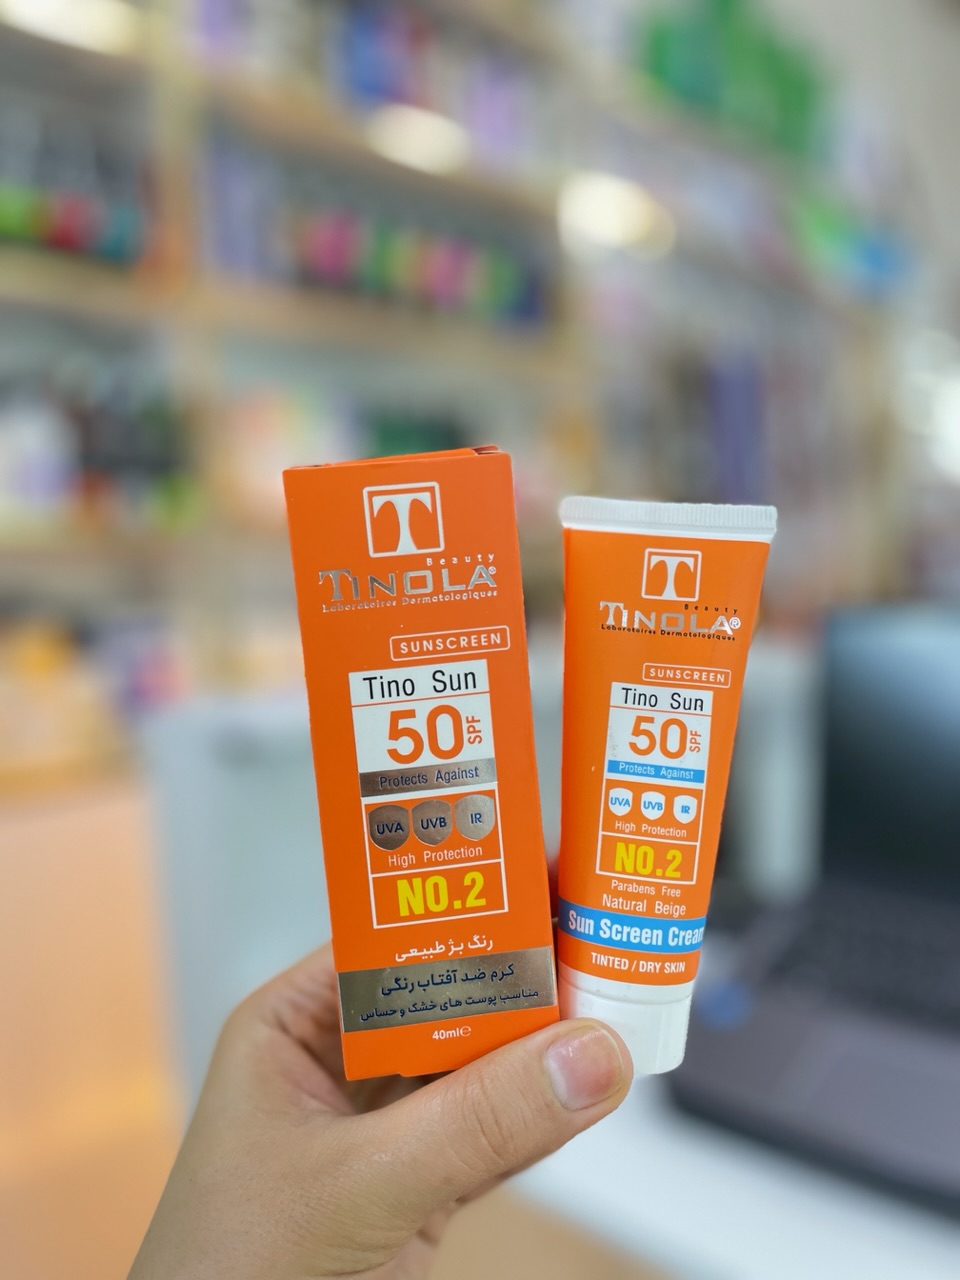 T
Beauty
TINOLA®
Laboratoires Dermatologiques
SUNSCREEN
Tino Sun
50 SPF
Protects Against
UVA UVB IR
High Protection
NO.2
رنگ بژ طبیعی
کرم ضد آفتاب رنگی
مناسب پوست های خشک و حساس
40ml℮
T
Beauty
TINOLA®
Laboratoires Dermatologiques
SUNSCREEN
Tino Sun
50 SPF
Protects Against
UVA UVB IR
High Protection
NO.2
Parabens Free
Natural Beige
Sun Screen Cream
TINTED / DRY SKIN